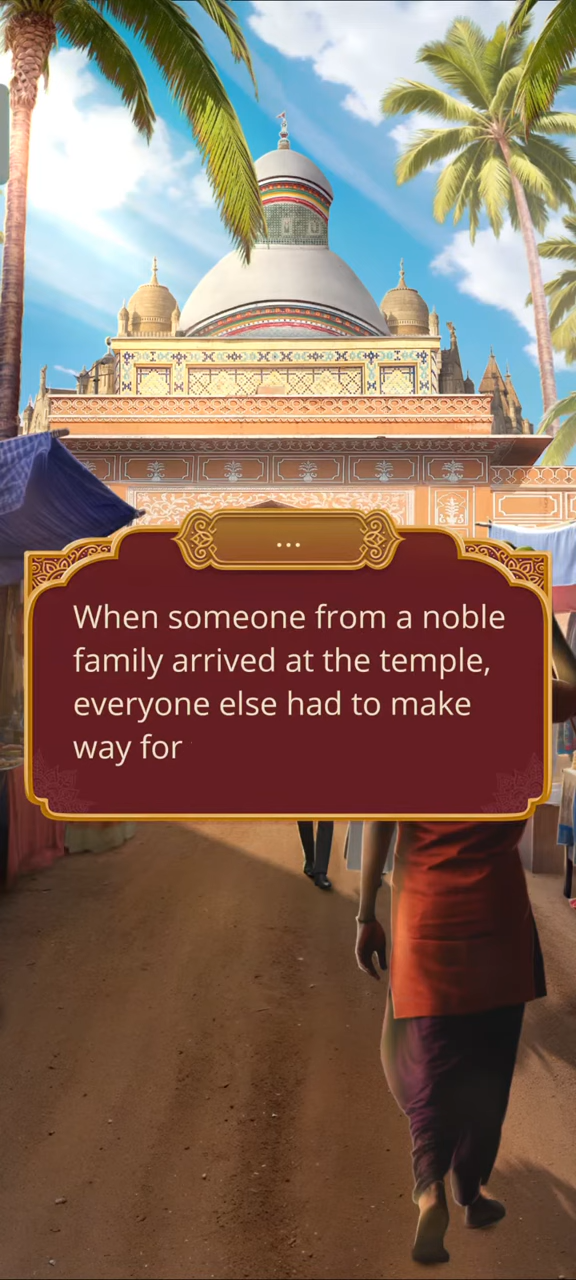 ...
When someone from a noble
family arrived at the temple,
everyone else had to make
way for